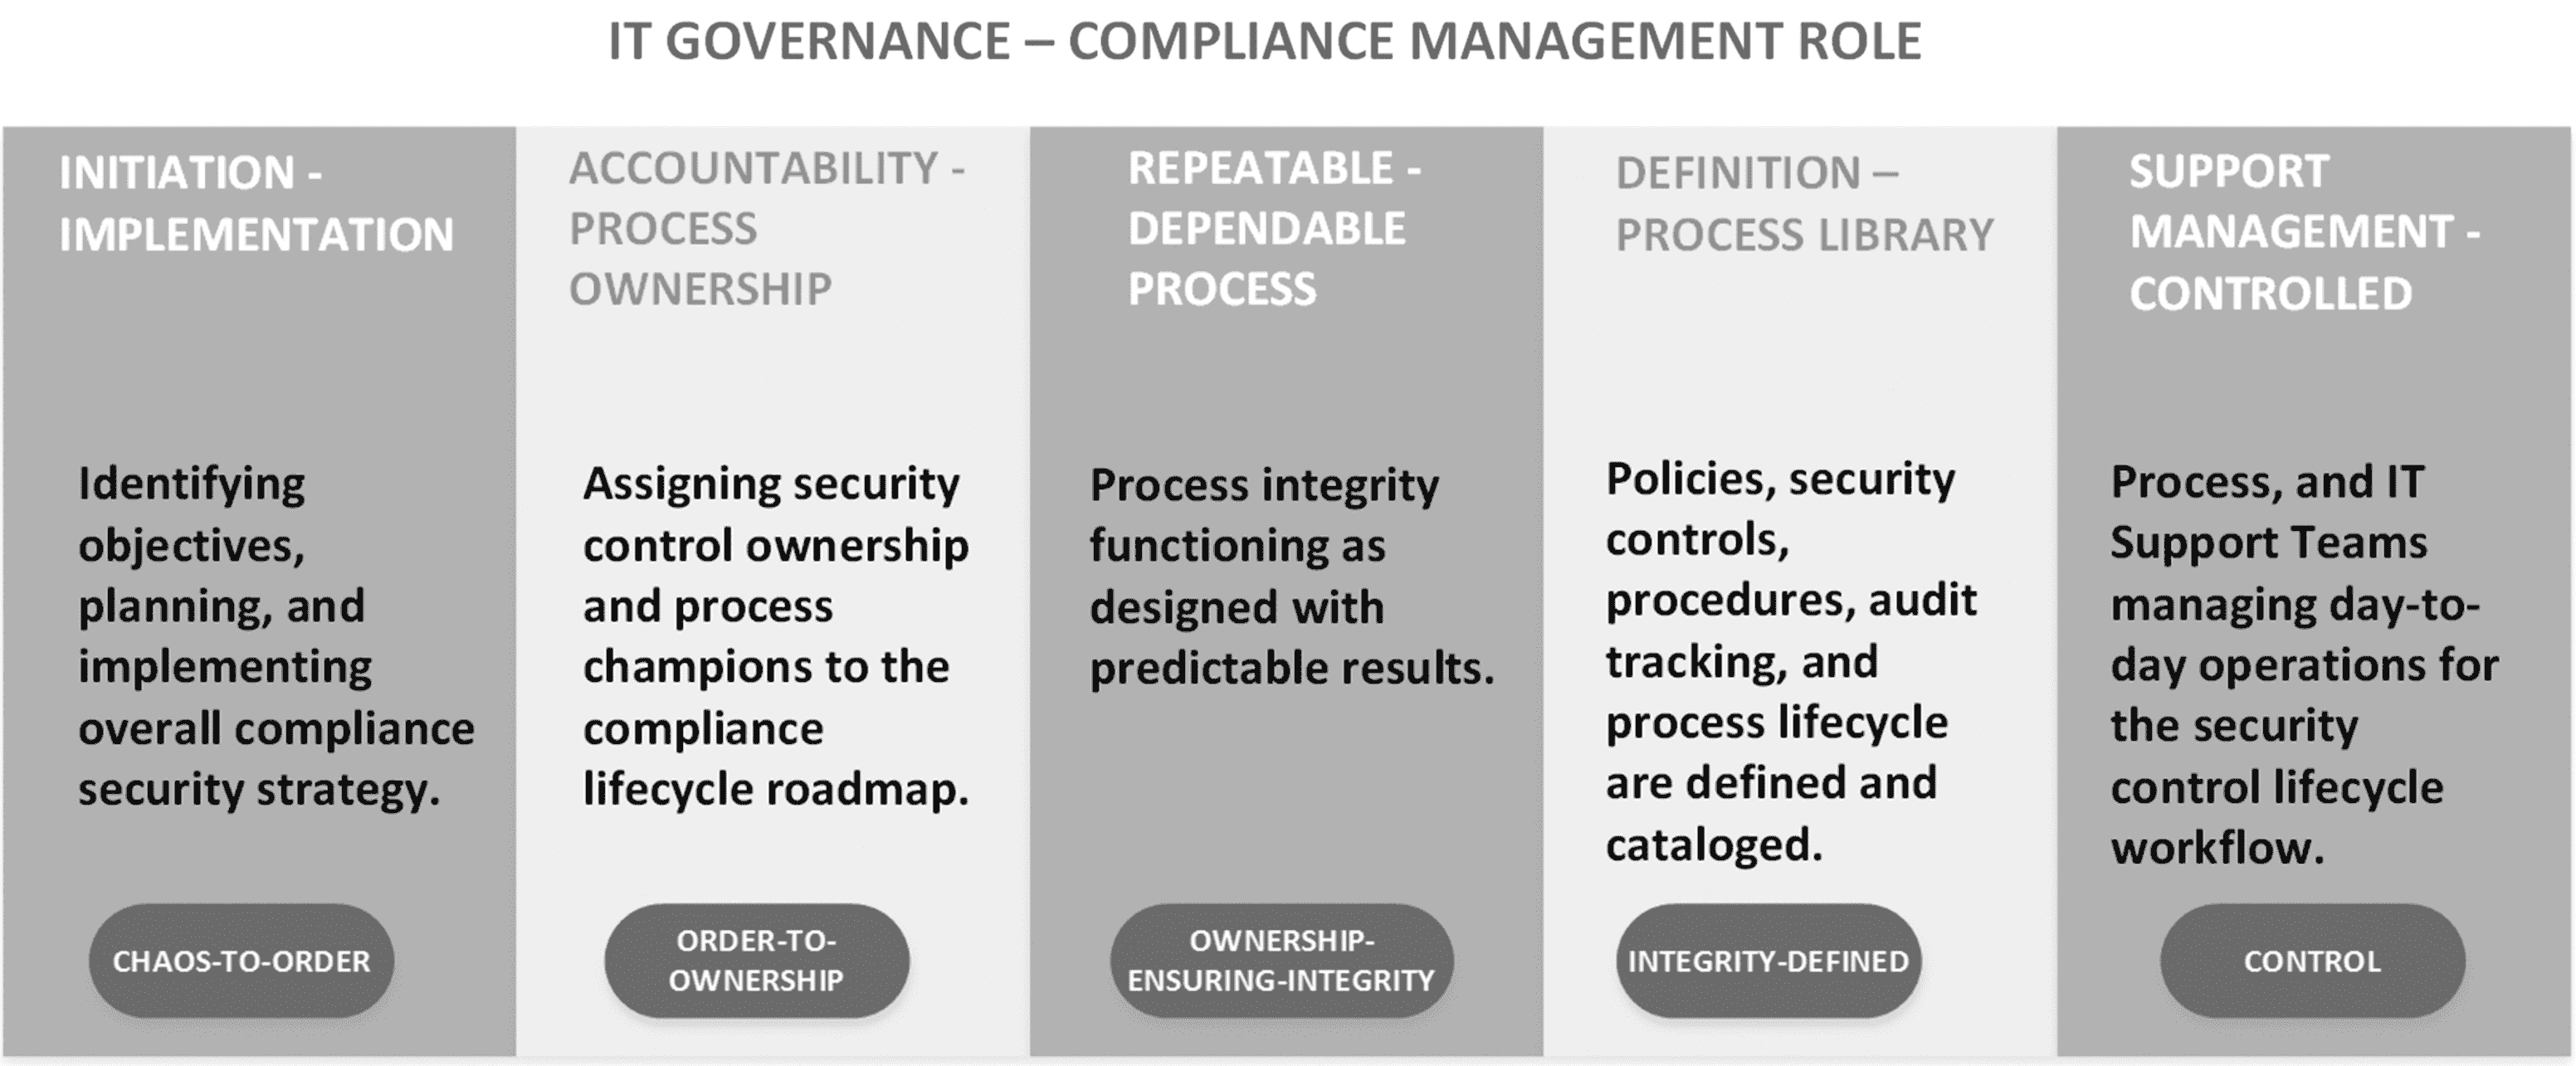 IT GOVERNANCE – COMPLIANCE MANAGEMENT ROLE
INITIATION -
IMPLEMENTATION
Identifying
objectives,
planning, and
implementing
overall compliance
security strategy.
CHAOS-TO-ORDER
ACCOUNTABILITY -
PROCESS
OWNERSHIP
Assigning security
control ownership
and process
champions to the
compliance
lifecycle roadmap.
ORDER-TO-
OWNERSHIP
REPEATABLE -
DEPENDABLE
PROCESS
Process integrity
functioning as
designed with
predictable results.
OWNERSHIP-
ENSURING-INTEGRITY
DEFINITION –
PROCESS LIBRARY
Policies, security
controls,
procedures, audit
tracking, and
process lifecycle
are defined and
cataloged.
INTEGRITY-DEFINED
SUPPORT
MANAGEMENT -
CONTROLLED
Process, and IT
Support Teams
managing day-to-
day operations for
the security
control lifecycle
workflow.
CONTROL